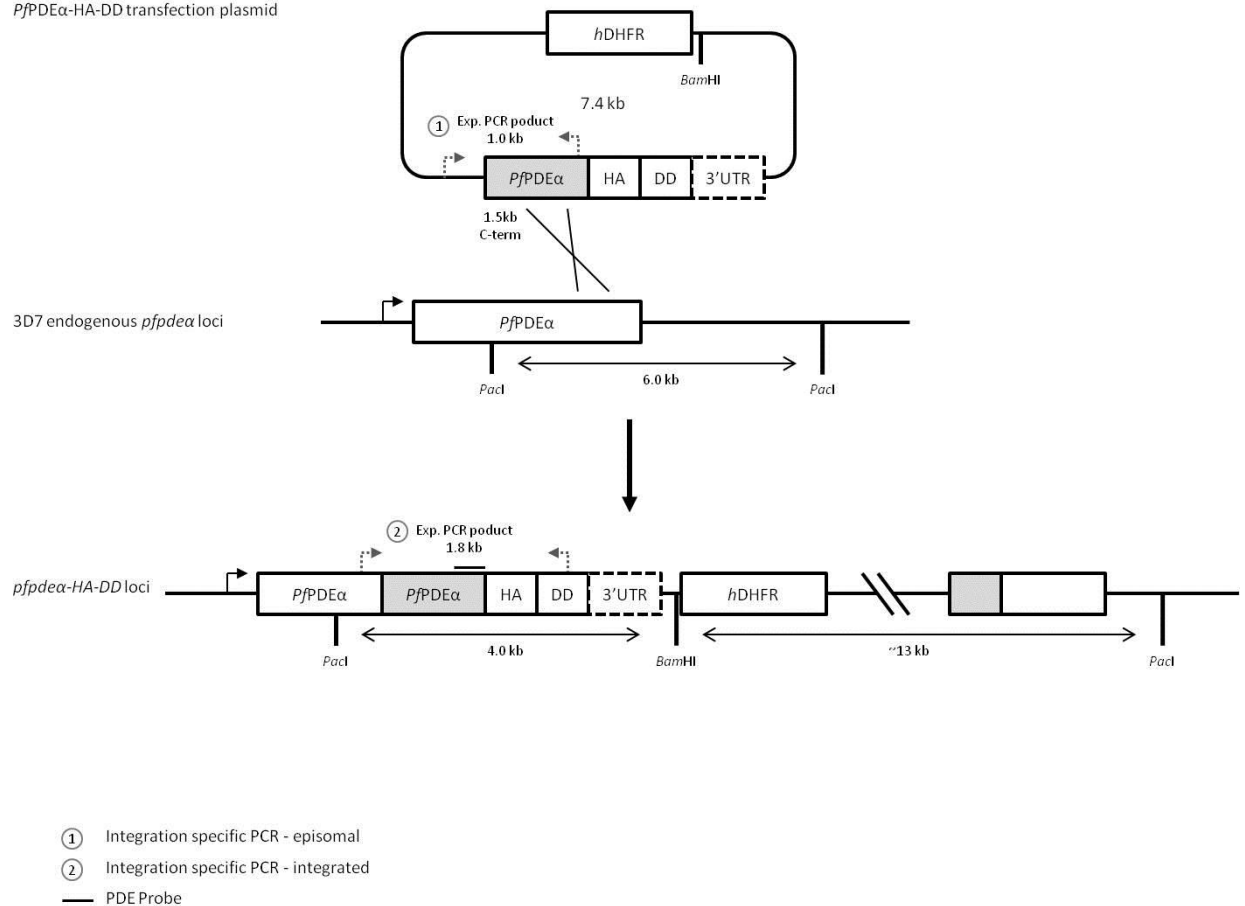 PfPDEα-HA-DD transfection plasmid
hDHFR
BamHI
7.4 kb
1 Exp. PCR poduct
1.0 kb
PfPDEα HA DD 3'UTR
1.5kb
C-term
3D7 endogenous pfpdeα loci
PfPDEα
6.0 kb
PacI PacI
2 Exp. PCR poduct
1.8 kb
pfpdeα-HA-DD loci
PfPDEα PfPDEα HA DD 3'UTR hDHFR
4.0 kb ~13 kb
PacI BamHI PacI
1 Integration specific PCR - episomal
2 Integration specific PCR - integrated
PDE Probe